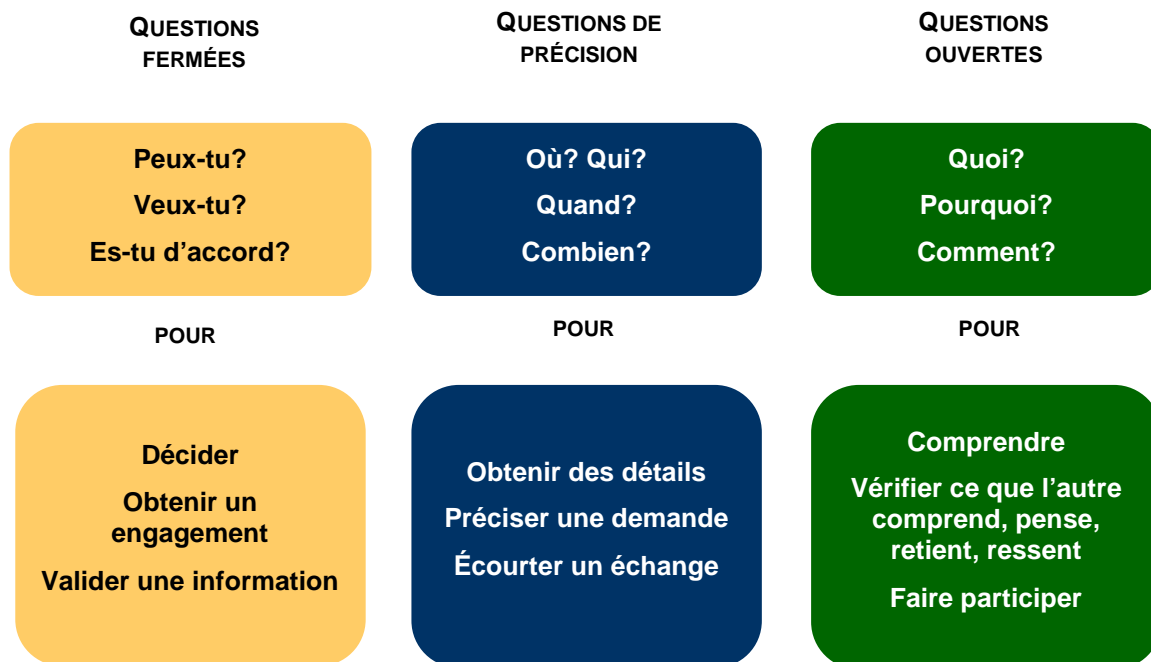 QUESTIONS
FERMÉES
Peux-tu?
Veux-tu?
Es-tu d’accord?
POUR
Décider
Obtenir un
engagement
Valider une information
QUESTIONS DE
PRÉCISION
Où? Qui?
Quand?
Combien?
POUR
Obtenir des détails
Préciser une demande
Écourter un échange
QUESTIONS
OUVERTES
Quoi?
Pourquoi?
Comment?
POUR
Comprendre
Vérifier ce que l’autre
comprend, pense,
retient, ressent
Faire participer